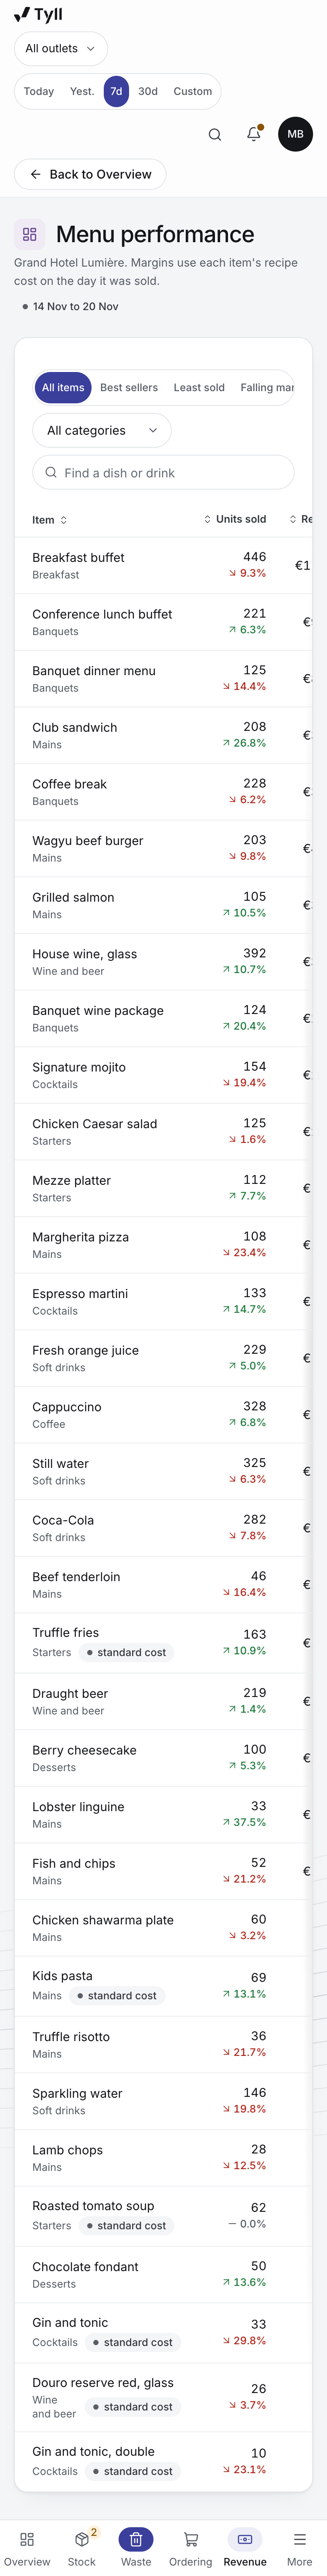 Tyll
All outlets
Today Yest. 7d 30d Custom
MB
Back to Overview
Menu performance
Grand Hotel Lumière. Margins use each item's recipe
cost on the day it was sold.
14 Nov to 20 Nov
All items Best sellers Least sold Falling mar
All categories
Find a dish or drink
Item Units sold Re
Breakfast buffet 446 €1
Breakfast 9.3%
Conference lunch buffet 221 €
Banquets 6.3%
Banquet dinner menu 125 €
Banquets 14.4%
Club sandwich 208 €
Mains 26.8%
Coffee break 228 €
Banquets 6.2%
Wagyu beef burger 203 €
Mains 9.8%
Grilled salmon 105 €
Mains 10.5%
House wine, glass 392 €
Wine and beer 10.7%
Banquet wine package 124 €
Banquets 20.4%
Signature mojito 154 €
Cocktails 19.4%
Chicken Caesar salad 125 €
Starters 1.6%
Mezze platter 112 €
Starters 7.7%
Margherita pizza 108 €
Mains 23.4%
Espresso martini 133 €
Cocktails 14.7%
Fresh orange juice 229 €
Soft drinks 5.0%
Cappuccino 328 €
Coffee 6.8%
Still water 325 €
Soft drinks 6.3%
Coca-Cola 282 €
Soft drinks 7.8%
Beef tenderloin 46 €
Mains 16.4%
Truffle fries 163 €
Starters standard cost 10.9%
Draught beer 219 €
Wine and beer 1.4%
Berry cheesecake 100 €
Desserts 5.3%
Lobster linguine 33 €
Mains 37.5%
Fish and chips 52 €
Mains 21.2%
Chicken shawarma plate 60
Mains 3.2%
Kids pasta 69
Mains standard cost 13.1%
Truffle risotto 36
Mains 21.7%
Sparkling water 146
Soft drinks 19.8%
Lamb chops 28
Mains 12.5%
Roasted tomato soup 62
Starters standard cost 0.0%
Chocolate fondant 50
Desserts 13.6%
Gin and tonic 33
Cocktails standard cost 29.8%
Douro reserve red, glass 26
Wine
and beer standard cost 3.7%
Gin and tonic, double 10
Cocktails standard cost 23.1%
2
Overview Stock Waste Ordering Revenue More